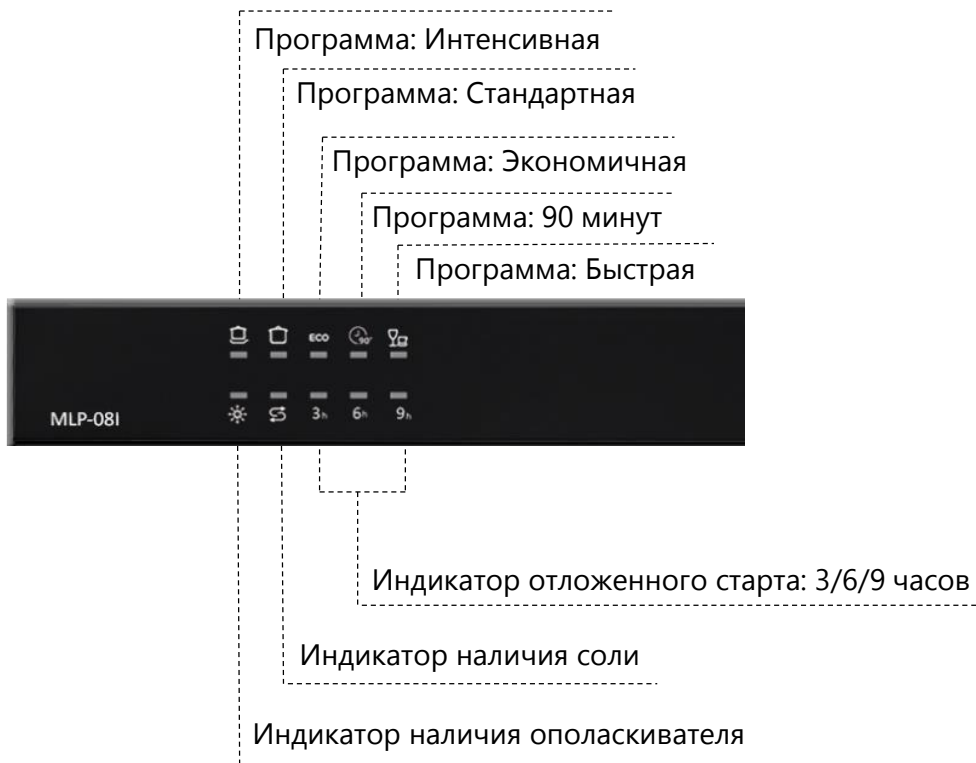 Программа: Интенсивная
Программа: Стандартная
Программа: Экономичная
Программа: 90 минут
Программа: Быстрая
ECO 90'
MLP-08I 3h 6h 9h
Индикатор отложенного старта: 3/6/9 часов
Индикатор наличия соли
Индикатор наличия ополаскивателя